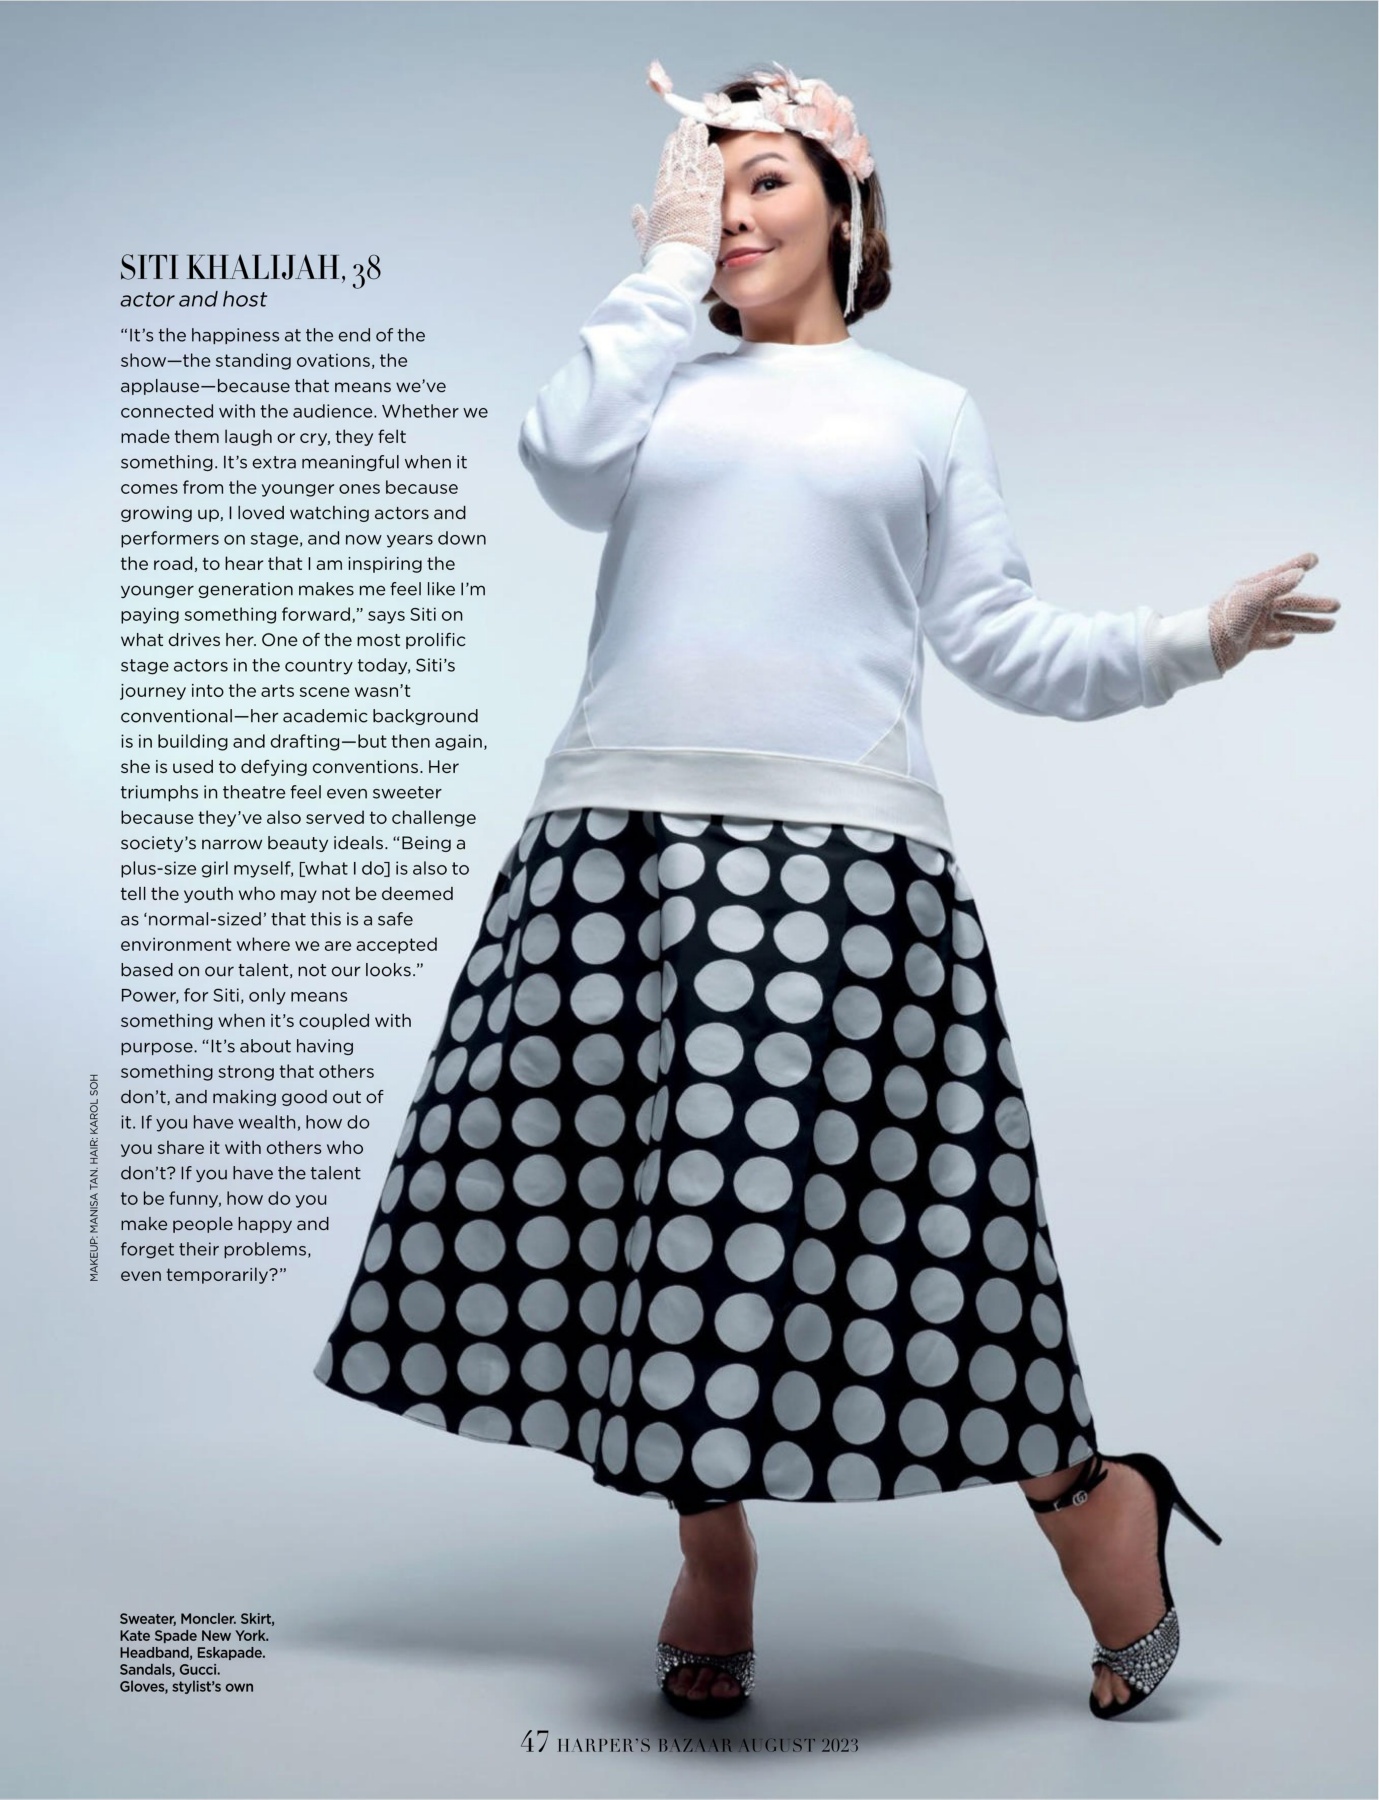 SITI KHALIJAH, 38
actor and host
“It’s the happiness at the end of the
show—the standing ovations, the
applause—because that means we’ve
connected with the audience. Whether we
made them laugh or cry, they felt
something. It’s extra meaningful when it
comes from the younger ones because
growing up, I loved watching actors and
performers on stage, and now years down
the road, to hear that I am inspiring the
younger generation makes me feel like I’m
paying something forward,” says Siti on
what drives her. One of the most prolific
stage actors in the country today, Siti’s
journey into the arts scene wasn’t
conventional—her academic background
is in building and drafting—but then again,
she is used to defying conventions. Her
triumphs in theatre feel even sweeter
because they’ve also served to challenge
society’s narrow beauty ideals. “Being a
plus-size girl myself, [what I do] is also to
tell the youth who may not be deemed
as ‘normal-sized’ that this is a safe
environment where we are accepted
based on our talent, not our looks.”
Power, for Siti, only means
something when it’s coupled with
purpose. “It’s about having
something strong that others
don’t, and making good out of
it. If you have wealth, how do
you share it with others who
don’t? If you have the talent
to be funny, how do you
make people happy and
forget their problems,
even temporarily?”
MAKEUP: MANISA TAN. HAIR: KAROL SOH
Sweater, Moncler. Skirt,
Kate Spade New York.
Headband, Eskapade.
Sandals, Gucci.
Gloves, stylist’s own
47 HARPER’S BAZAAR AUGUST 2023